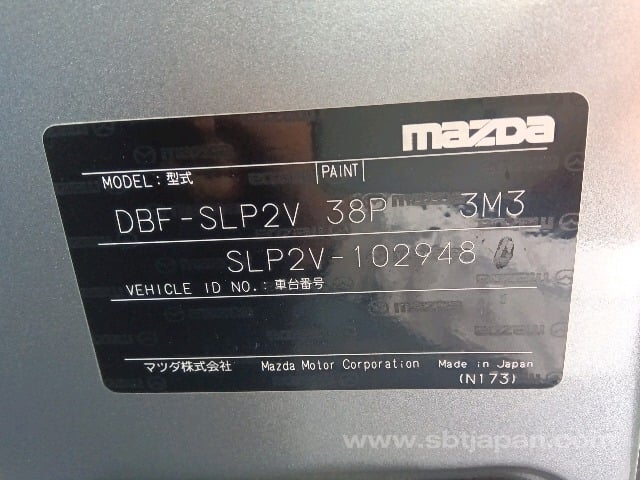 mazda
MODEL:型式 PAINT
DBF-SLP2V 38P 3M3
SLP2V-102948
VEHICLE ID NO.:車台番号
マツダ株式会社 Mazda Motor Corporation Made in Japan
(N173)
www.sbtjapan.com